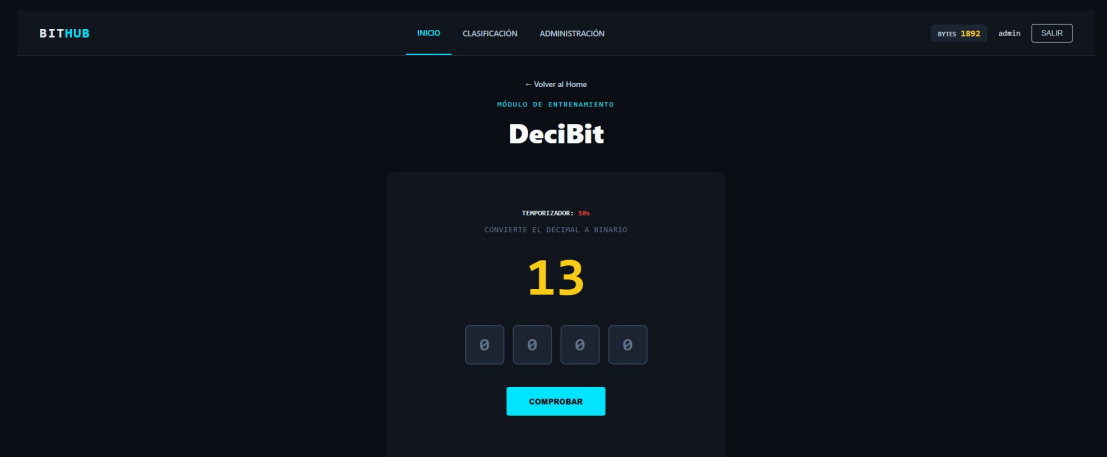 BITHUB INICIO CLASIFICACIÓN ADMINISTRACIÓN BYTES 1892 admin SALIR
← Volver al Home
MÓDULO DE ENTRENAMIENTO
DeciBit
TEMPORIZADOR: 10s
CONVIERTE EL DECIMAL A BINARIO
13
0 0 0 0
COMPROBAR